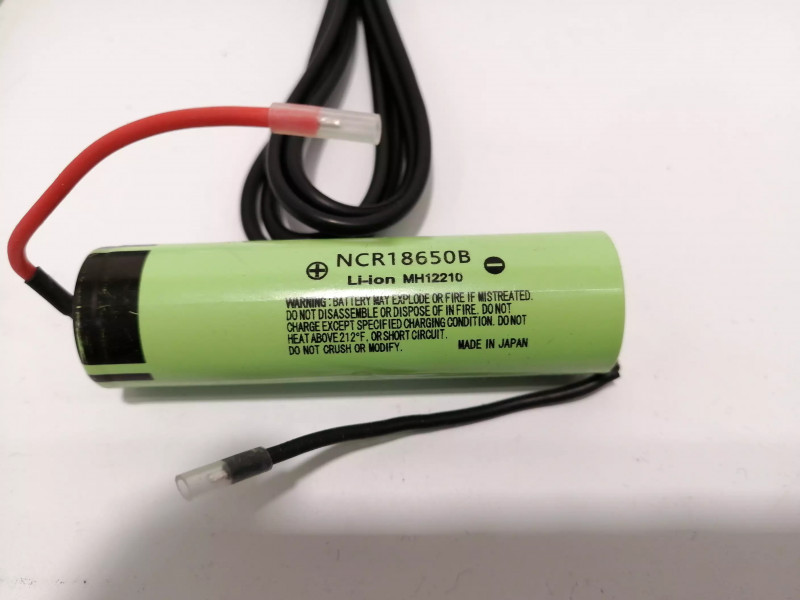 ⊕ NCR18650B ⊖
Li-ion MH12210
WARNING: BATTERY MAY EXPLODE OR FIRE IF MISTREATED.
DO NOT DISASSEMBLE OR DISPOSE OF IN FIRE. DO NOT
CHARGE EXCEPT SPECIFIED CHARGING CONDITION. DO NOT
HEAT ABOVE 212°F, OR SHORT CIRCUIT.
DO NOT CRUSH OR MODIFY. MADE IN JAPAN